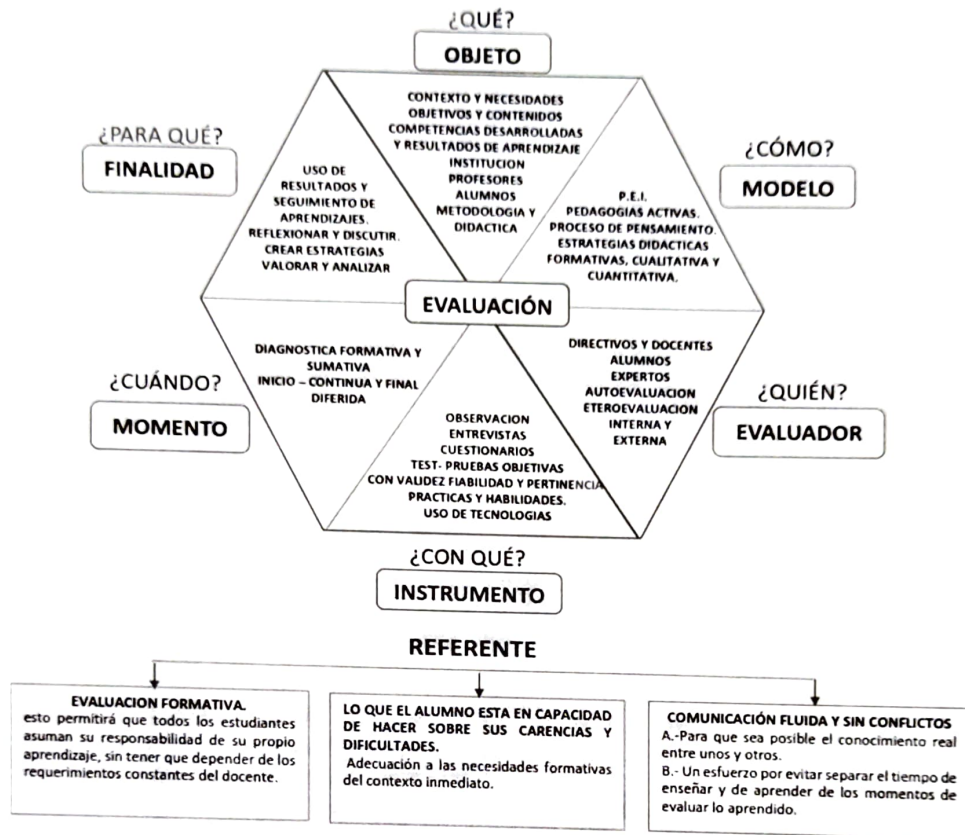 ¿QUÉ?
OBJETO
CONTEXTO Y NECESIDADES
OBJETIVOS Y CONTENIDOS
COMPETENCIAS DESARROLLADAS
Y RESULTADOS DE APRENDIZAJE
INSTITUCION
PROFESORES
ALUMNOS
METODOLOGIA Y
DIDACTICA
¿PARA QUÉ?
FINALIDAD
USO DE
RESULTADOS Y
SEGUIMIENTO DE
APRENDIZAJES.
REFLEXIONAR Y DISCUTIR.
CREAR ESTRATEGIAS
VALORAR Y ANALIZAR
¿CÓMO?
MODELO
P.E.I.
PEDAGOGIAS ACTIVAS.
PROCESO DE PENSAMIENTO.
ESTRATEGIAS DIDACTICAS
FORMATIVAS, CUALITATIVA Y
CUANTITATIVA.
EVALUACIÓN
¿CUÁNDO?
MOMENTO
DIAGNOSTICA FORMATIVA Y
SUMATIVA
INICIO – CONTINUA Y FINAL
DIFERIDA
DIRECTIVOS Y DOCENTES
ALUMNOS
EXPERTOS
AUTOEVALUACION
ETEROEVALUACION
INTERNA Y
EXTERNA
¿QUIÉN?
EVALUADOR
OBSERVACION
ENTREVISTAS
CUESTIONARIOS
TEST- PRUEBAS OBJETIVAS
CON VALIDEZ FIABILIDAD Y PERTINENCIA
PRACTICAS Y HABILIDADES.
USO DE TECNOLOGIAS
¿CON QUÉ?
INSTRUMENTO
REFERENTE
EVALUACION FORMATIVA.
esto permitirá que todos los estudiantes
asuman su responsabilidad de su propio
aprendizaje, sin tener que depender de los
requerimientos constantes del docente.
LO QUE EL ALUMNO ESTA EN CAPACIDAD
DE HACER SOBRE SUS CARENCIAS Y
DIFICULTADES.
Adecuación a las necesidades formativas
del contexto inmediato.
COMUNICACIÓN FLUIDA Y SIN CONFLICTOS
A.-Para que sea posible el conocimiento real
entre unos y otros.
B.- Un esfuerzo por evitar separar el tiempo de
enseñar y de aprender de los momentos de
evaluar lo aprendido.